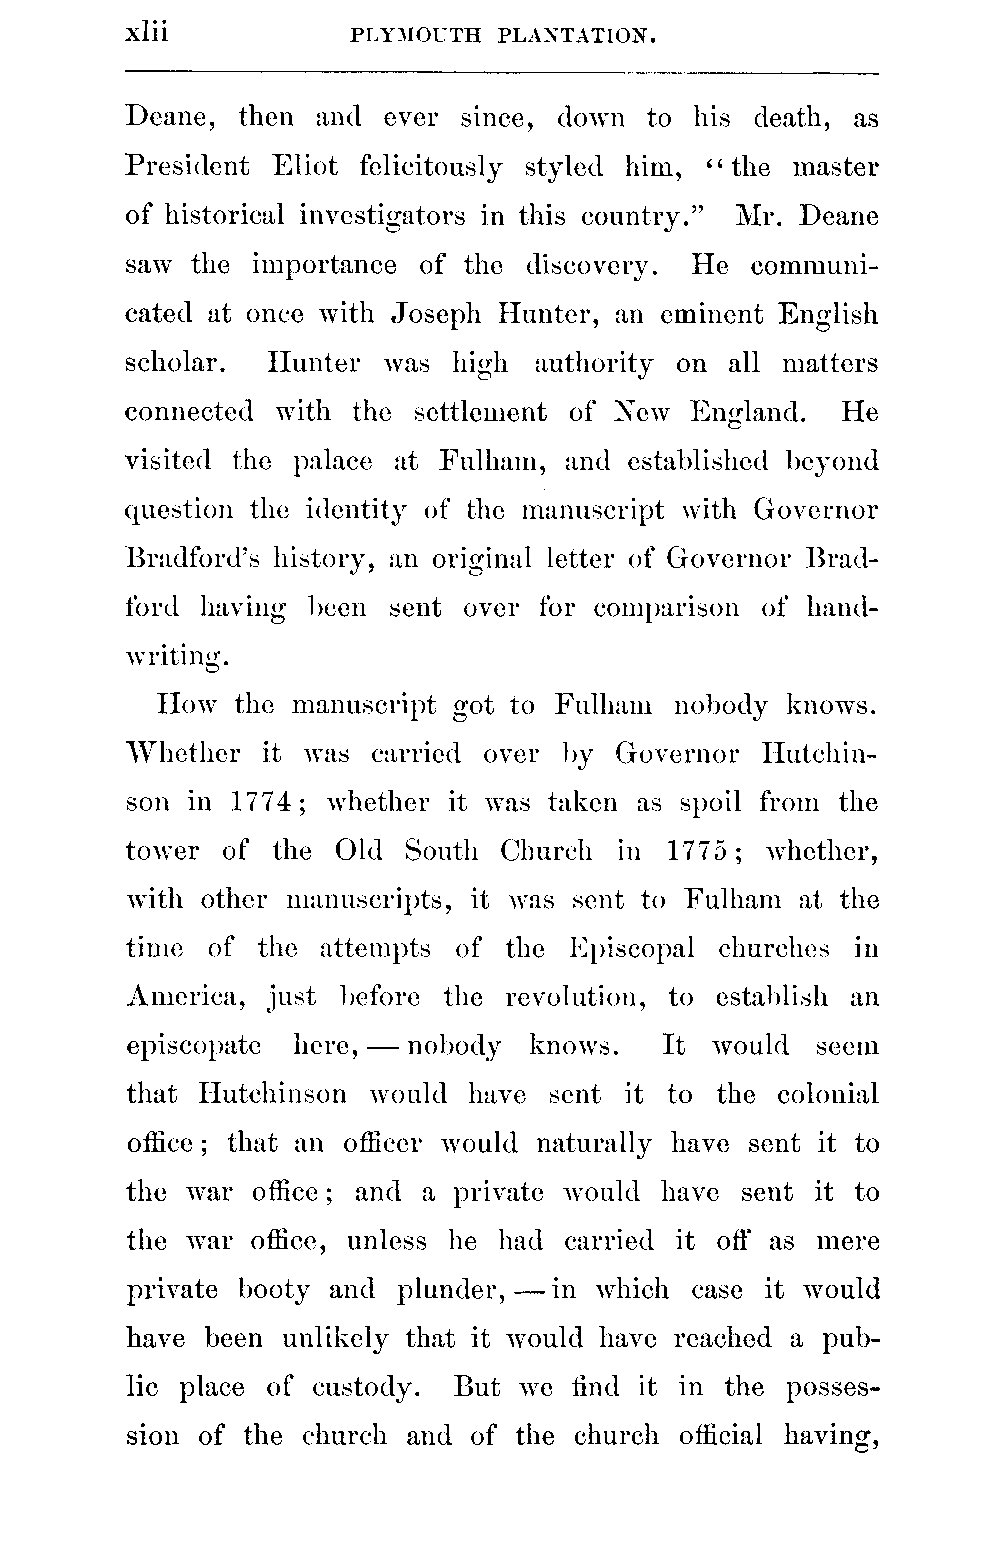 xlii PLYMOUTH PLANTATION.
Deane, then and ever since, down to his death, as
President Eliot felicitously styled him, “the master
of historical investigators in this country.” Mr. Deane
saw the importance of the discovery. He communi-
cated at once with Joseph Hunter, an eminent English
scholar. Hunter was high authority on all matters
connected with the settlement of New England. He
visited the palace at Fulham, and established beyond
question the identity of the manuscript with Governor
Bradford’s history, an original letter of Governor Brad-
ford having been sent over for comparison of hand-
writing.
How the manuscript got to Fulham nobody knows.
Whether it was carried over by Governor Hutchin-
son in 1774; whether it was taken as spoil from the
tower of the Old South Church in 1775; whether,
with other manuscripts, it was sent to Fulham at the
time of the attempts of the Episcopal churches in
America, just before the revolution, to establish an
episcopate here, — nobody knows. It would seem
that Hutchinson would have sent it to the colonial
office; that an officer would naturally have sent it to
the war office; and a private would have sent it to
the war office, unless he had carried it off as mere
private booty and plunder, — in which case it would
have been unlikely that it would have reached a pub-
lic place of custody. But we find it in the posses-
sion of the church and of the church official having,